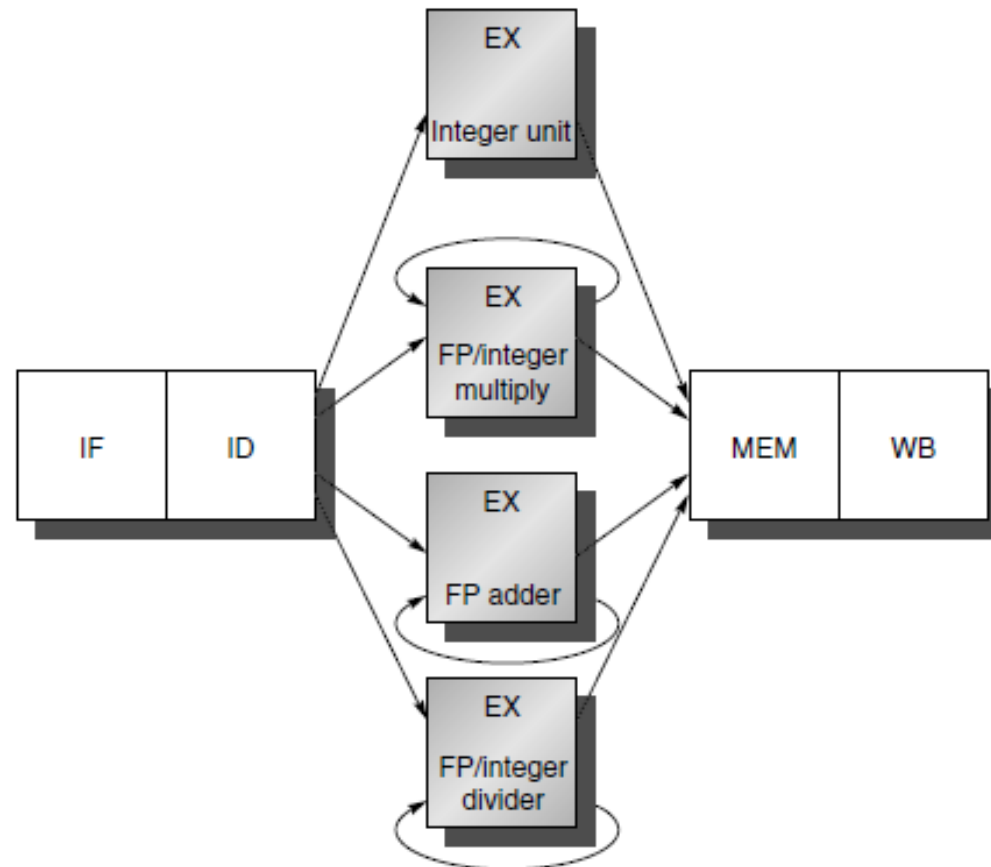 EX
Integer unit
EX
FP/integer
multiply
IF
ID
MEM
WB
EX
FP adder
EX
FP/integer
divider